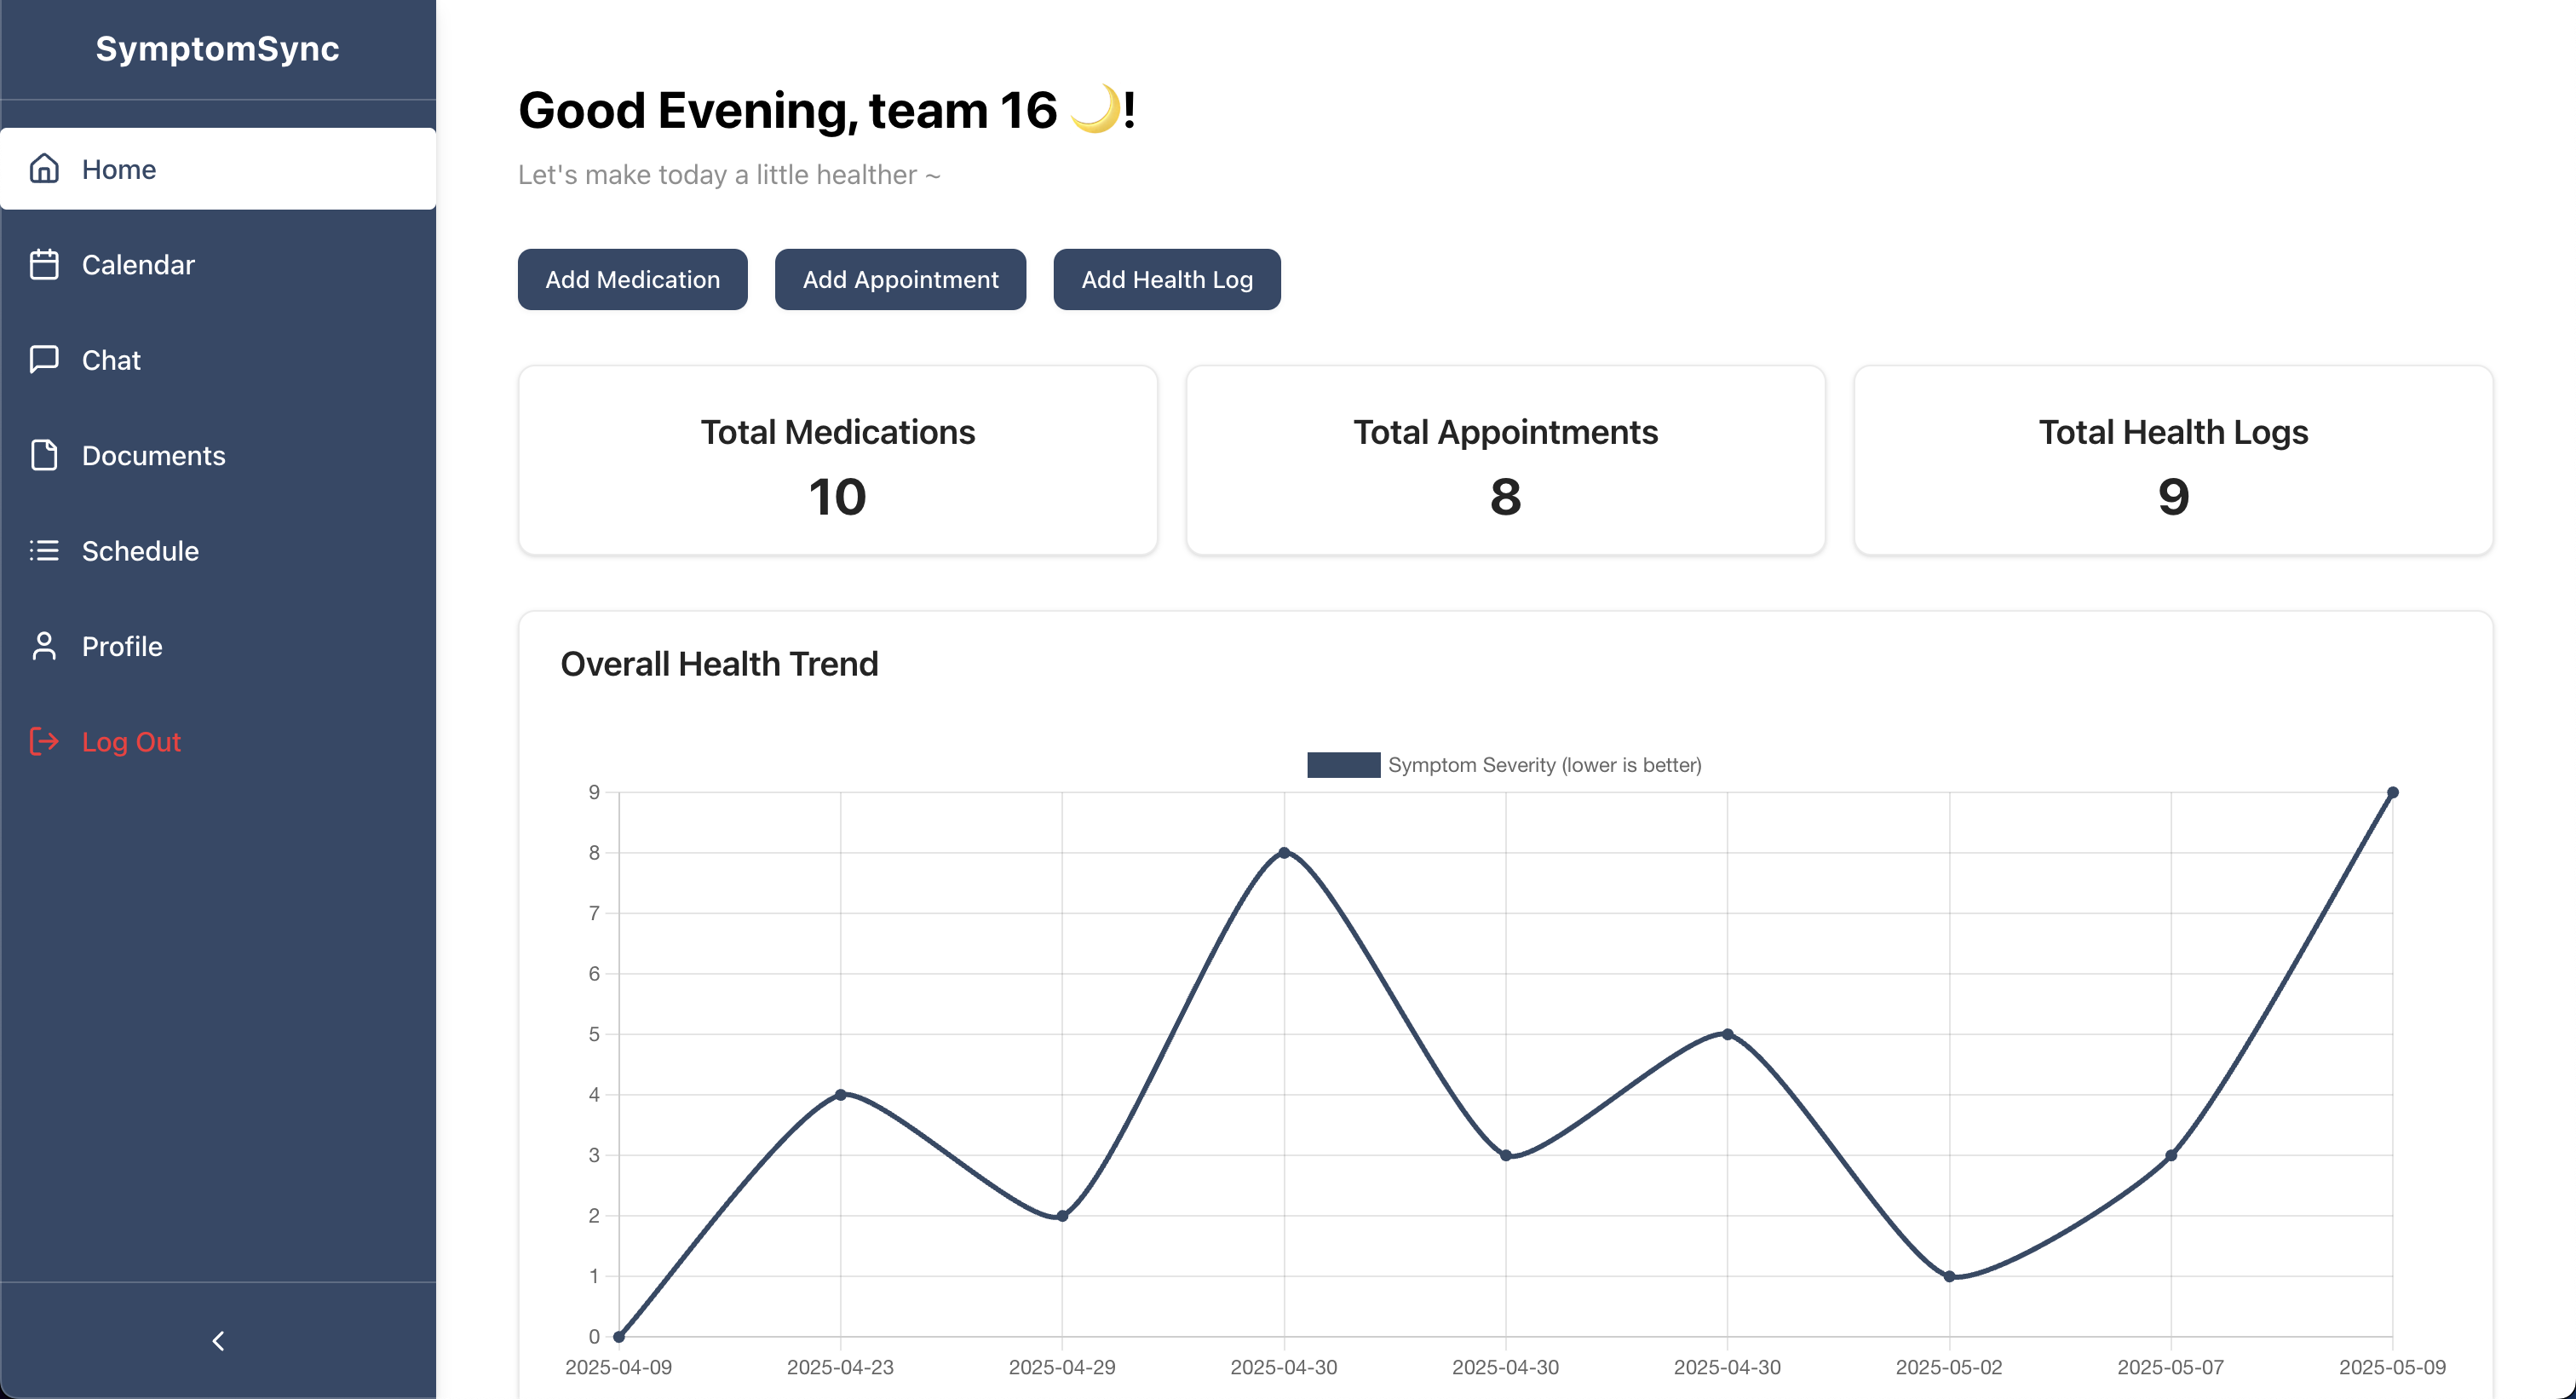 SymptomSync
Home
Calendar
Chat
Documents
Schedule
Profile
Log Out
Good Evening, team 16 🌙!
Let's make today a little healther ~
Add Medication
Add Appointment
Add Health Log
Total Medications
10
Total Appointments
8
Total Health Logs
9
Overall Health Trend
Symptom Severity (lower is better)
9
8
7
6
5
4
3
2
1
0
2025-04-09 2025-04-23 2025-04-29 2025-04-30 2025-04-30 2025-04-30 2025-05-02 2025-05-07 2025-05-09